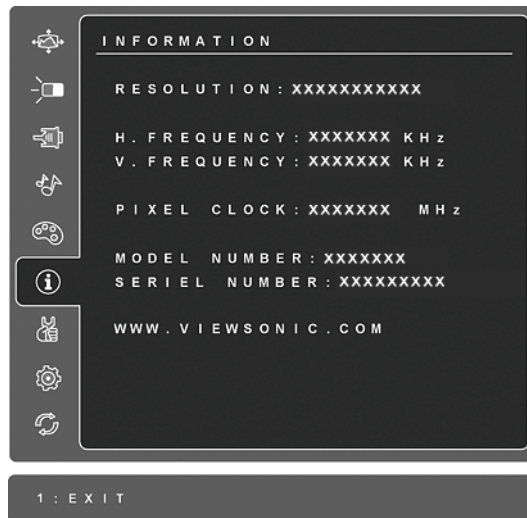 INFORMATION
RESOLUTION: XXXXXXXXXXX
H. FREQUENCY: XXXXXXX KHz
V. FREQUENCY: XXXXXXX KHz
PIXEL CLOCK: XXXXXXX MHz
MODEL NUMBER: XXXXXXX
SERIEL NUMBER: XXXXXXXXX
WWW.VIEWSONIC.COM
1: EXIT